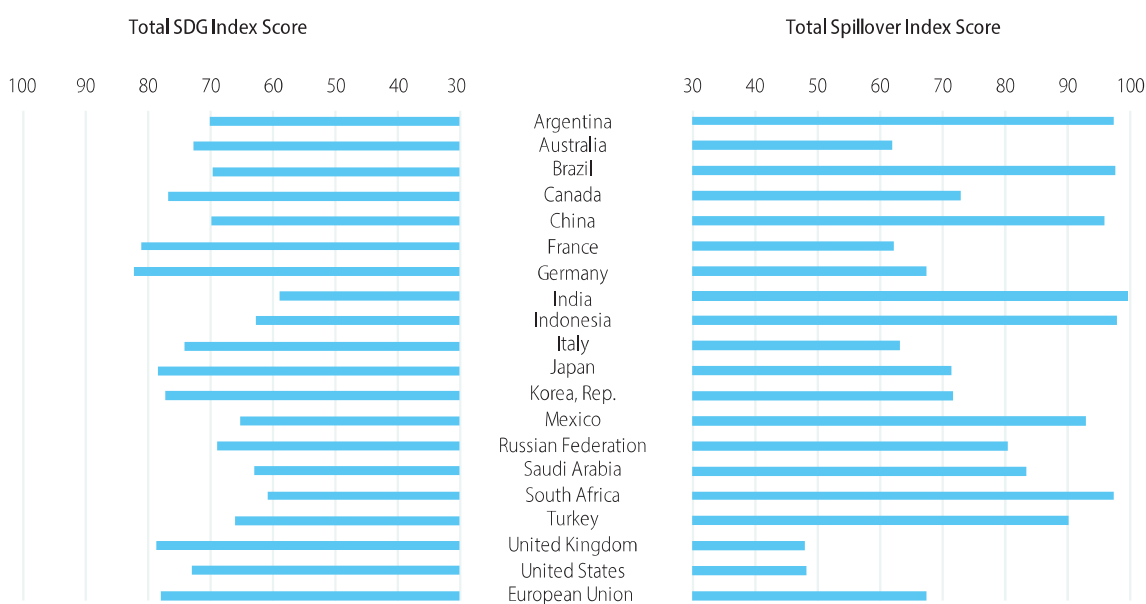 Total SDG Index Score
Total Spillover Index Score
100 90 80 70 60 50 40 30
30 40 50 60 70 80 90 100
Argentina
Australia
Brazil
Canada
China
France
Germany
India
Indonesia
Italy
Japan
Korea, Rep.
Mexico
Russian Federation
Saudi Arabia
South Africa
Turkey
United Kingdom
United States
European Union